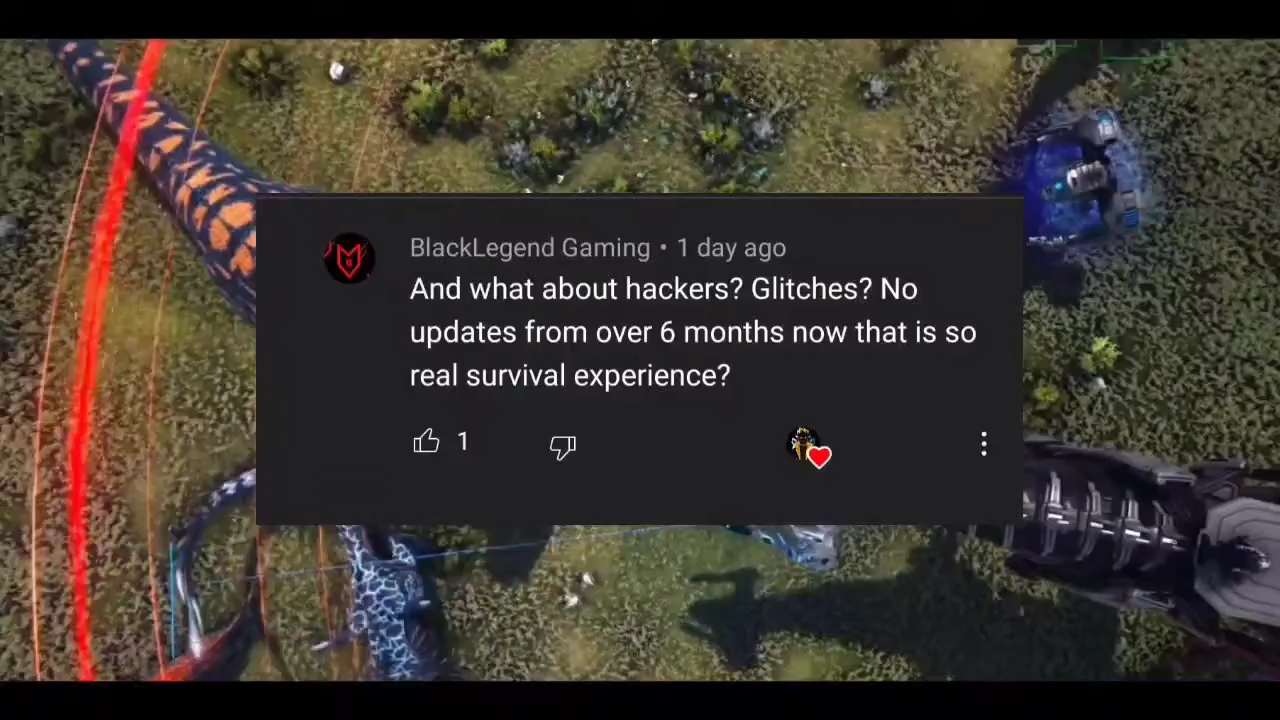 BlackLegend Gaming • 1 day ago
And what about hackers? Glitches? No
updates from over 6 months now that is so
real survival experience?
1